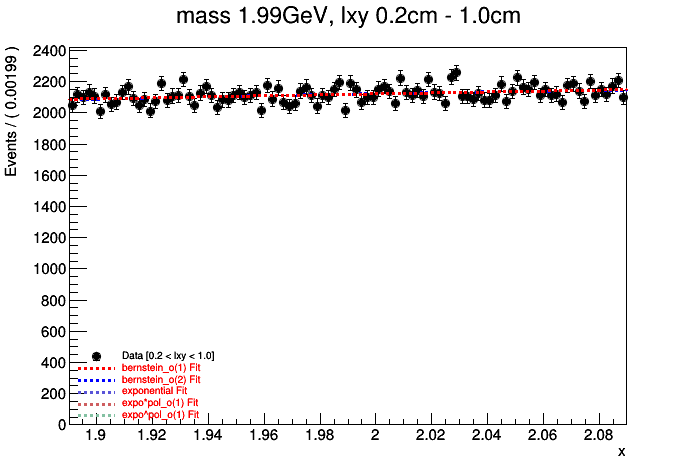 mass 1.99GeV, lxy 0.2cm - 1.0cm
Events / ( 0.00199 )
2400
2200
2000
1800
1600
1400
1200
1000
800
600
400
200
0
Data [0.2 < lxy < 1.0]
bernstein_o(1) Fit
bernstein_o(2) Fit
exponential Fit
expo*pol_o(1) Fit
expo^pol_o(1) Fit
1.9 1.92 1.94 1.96 1.98 2 2.02 2.04 2.06 2.08
x